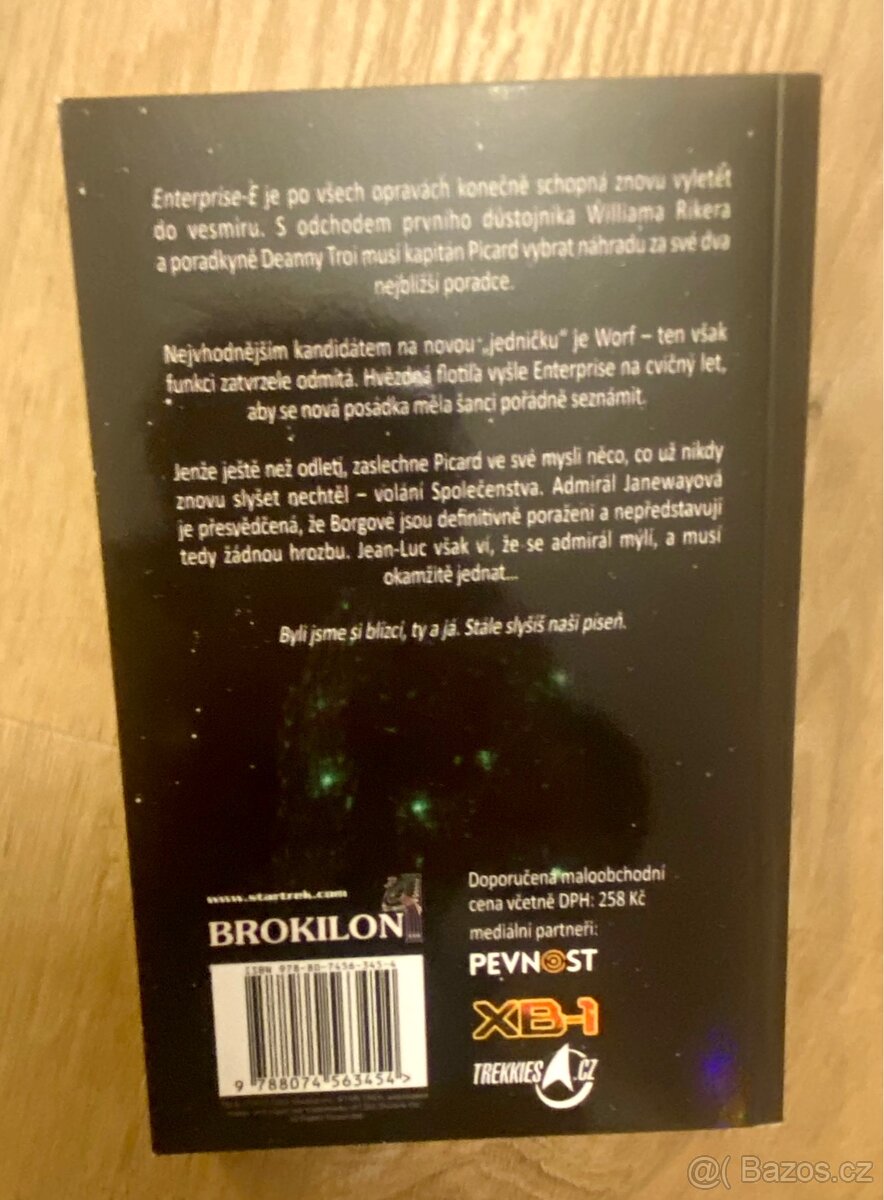 Enterprise-E je po všech opravách konečně schopná znovu vyletět
do vesmíru. S odchodem prvního důstojníka Williama Rikera
a poradkyně Deanny Troi musí kapitán Picard vybrat náhradu za své dva
nejbližší poradce.
Nejvhodnějším kandidátem na novou „jedničku“ je Worf – ten však
funkci zatvrzele odmítá. Hvězdná flotila vyšle Enterprise na cvičný let,
aby se nová posádka měla šanci pořádně seznámit.
Jenže ještě než odletí, zaslechne Picard ve své mysli něco, co už nikdy
znovu slyšet nechtěl – volání Společenstva. Admirál Janewayová
je přesvědčená, že Borgové jsou definitivně poraženi a nepředstavují
tedy žádnou hrozbu. Jean-Luc však ví, že se admirál mýlí, a musí
okamžitě jednat...
Byli jsme si blízcí, ty a já. Stále slyšíš naši píseň.
www.startrek.com
BROKILON
ISBN 978-80-7456-345-4
9 788074 563454 >
Doporučená maloobchodní
cena včetně DPH: 258 Kč
mediální partneři:
PEVNOST
XB-1
TREKKIES.CZ
@( Bazos.cz